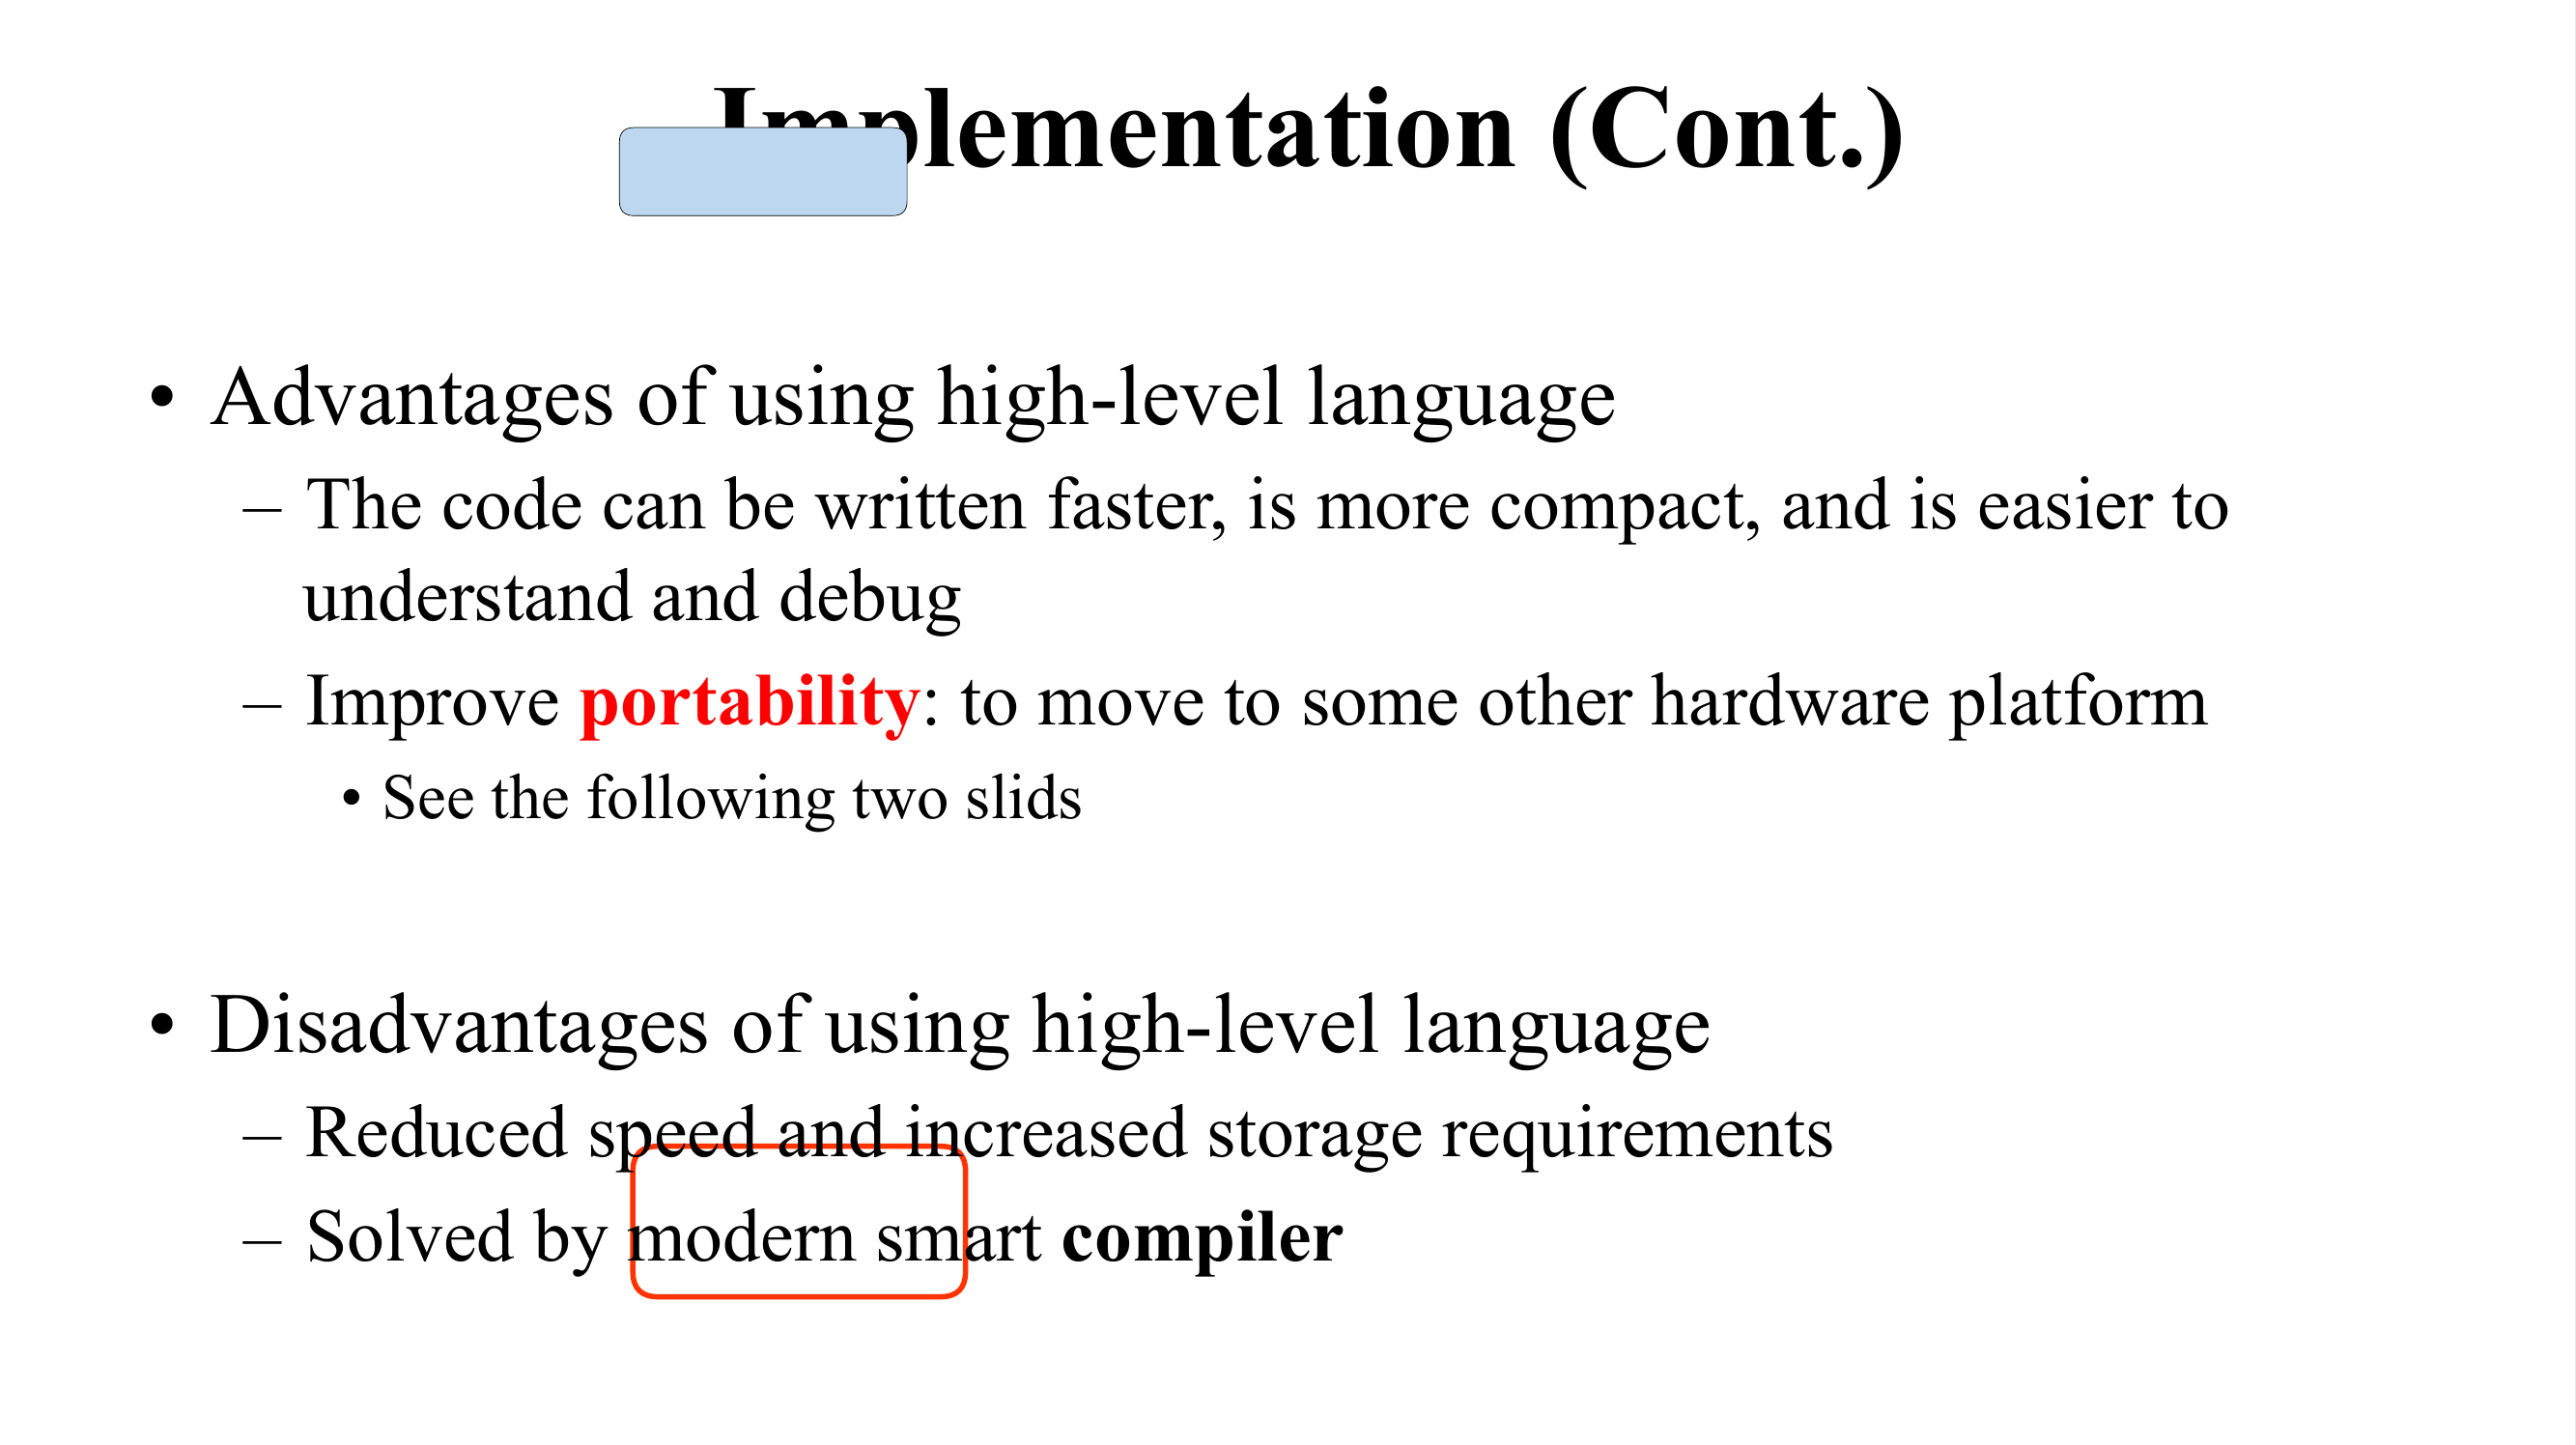 Implementation (Cont.)
• Advantages of using high-level language
– The code can be written faster, is more compact, and is easier to
understand and debug
– Improve portability: to move to some other hardware platform
• See the following two slids
• Disadvantages of using high-level language
– Reduced speed and increased storage requirements
– Solved by modern smart compiler